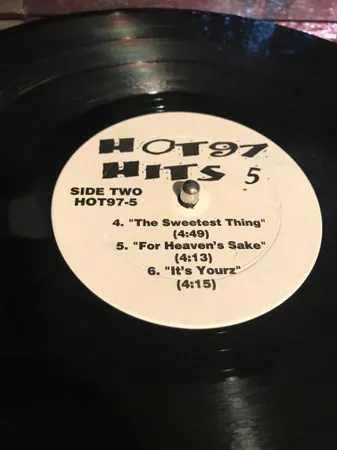 HOT97
HITS 5
SIDE TWO
HOT97-5
4. "The Sweetest Thing"
(4:49)
5. "For Heaven's Sake"
(4:13)
6. "It's Yourz"
(4:15)